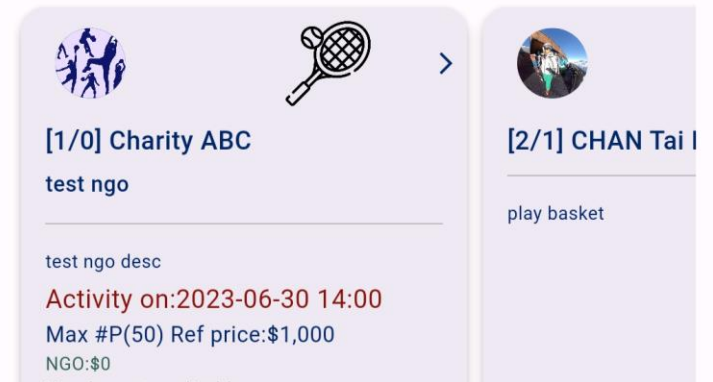 [1/0] Charity ABC
test ngo
test ngo desc
Activity on:2023-06-30 14:00
Max #P(50) Ref price:$1,000
NGO:$0
[2/1] CHAN Tai
play basket